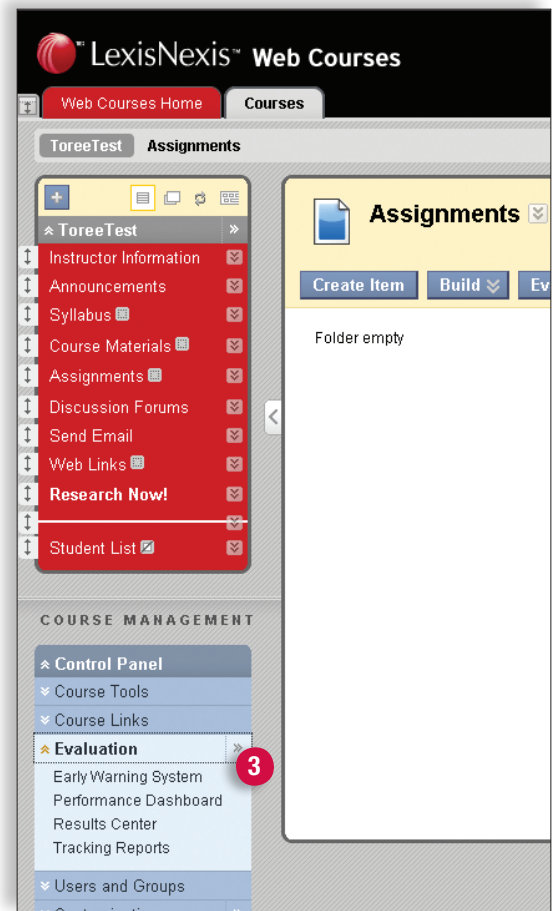 LexisNexis™ Web Courses
Web Courses Home
Courses
ToreeTest
Assignments
ToreeTest
Instructor Information
Announcements
Syllabus
Course Materials
Assignments
Discussion Forums
Send Email
Web Links
Research Now!
Student List
Assignments
Create Item
Build
Ev
Folder empty
COURSE MANAGEMENT
Control Panel
Course Tools
Course Links
Evaluation
3
Early Warning System
Performance Dashboard
Results Center
Tracking Reports
Users and Groups